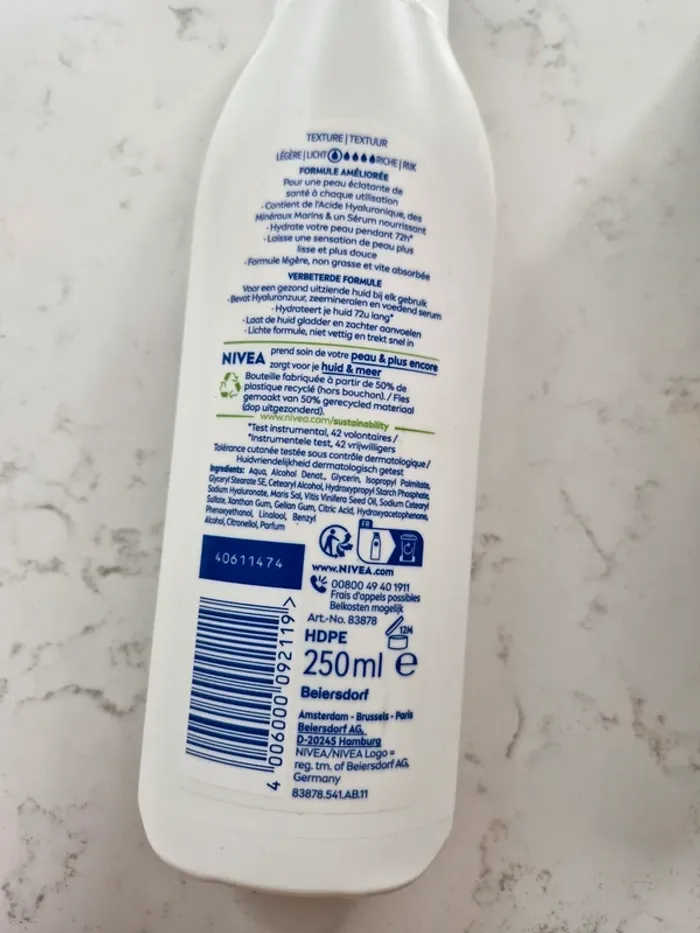 TEXTURE | TEXTUUR
LÉGÈRE | LICHT RICHE | RIJK
FORMULE AMÉLIORÉE
Pour une peau éclatante de
santé à chaque utilisation
• Contient de l'Acide Hyaluronique, des
Minéraux Marins & un Sérum nourrissant
• Hydrate votre peau pendant 72h*
• Laisse une sensation de peau plus
lisse et plus douce
• Formule légère, non grasse et vite absorbée
VERBETERDE FORMULE
Voor een gezond uitziende huid bij elk gebruik
• Bevat Hyaluronzuur, zeemineralen en voedend serum
• Hydrateert je huid 72u lang*
• Laat de huid gladder en zachter aanvoelen
• Lichte formule, niet vettig en trekt snel in
NIVEA prend soin de votre peau & plus encore
zorgt voor je huid & meer
Bouteille fabriquée à partir de 50% de
plastique recyclé (hors bouchon). / Fles
gemaakt van 50% gerecycled materiaal
(dop uitgezonderd).
www.nivea.com/sustainability
*Test instrumental, 42 volontaires /
*Instrumentele test, 42 vrijwilligers
Tolérance cutanée testée sous contrôle dermatologique /
Huidvriendelijkheid dermatologisch getest
Ingredients: Aqua, Alcohol Denat., Glycerin, Isopropyl Palmitate,
Glyceryl Stearate SE, Cetearyl Alcohol, Hydroxypropyl Starch Phosphate,
Sodium Hyaluronate, Maris Sal, Vitis Vinifera Seed Oil, Sodium Cetearyl
Sulfate, Xanthan Gum, Gellan Gum, Citric Acid, Hydroxyacetophenone,
Phenoxyethanol, Linalool, Benzyl
Alcohol, Citronellol, Parfum
FR
40611474
www.NIVEA.com
00800 49 40 1911
Frais d'appels possibles
Belkosten mogelijk
Art.-No. 83878
HDPE
12M
250ml e
Beiersdorf
Amsterdam - Brussels - Paris
Beiersdorf AG,
D-20245 Hamburg
NIVEA/NIVEA Logo =
reg. tm. of Beiersdorf AG,
Germany
83878.541.AB.11
4 006000 092119 >